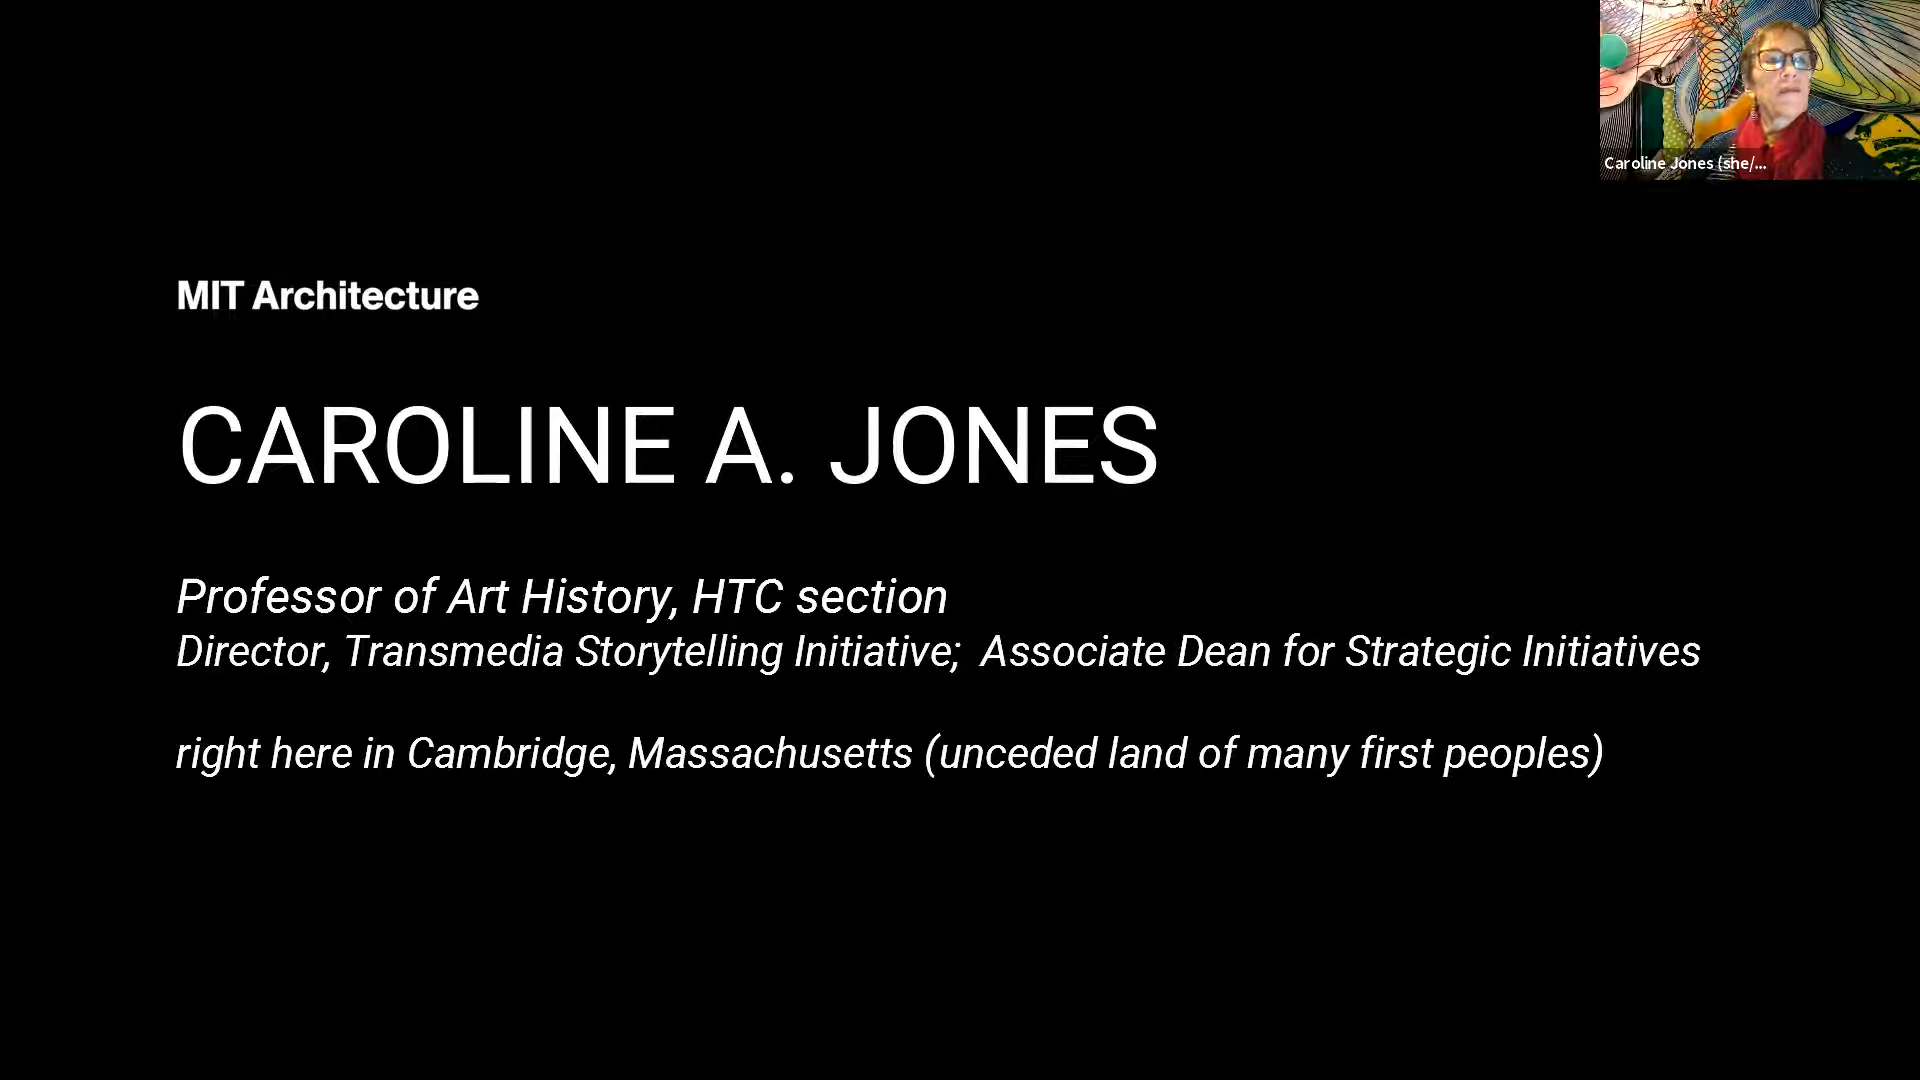 Caroline Jones (she/...
MIT Architecture
CAROLINE A. JONES
Professor of Art History, HTC section
Director, Transmedia Storytelling Initiative;  Associate Dean for Strategic Initiatives
right here in Cambridge, Massachusetts (unceded land of many first peoples)